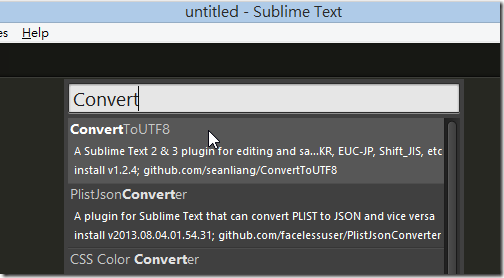 untitled - Sublime Text
es Help
Convert
ConvertToUTF8
A Sublime Text 2 & 3 plugin for editing and sa...KR, EUC-JP, Shift_JIS, etc
install v1.2.4; github.com/seanliang/ConvertToUTF8
PlistJsonConverter
A plugin for Sublime Text that can convert PLIST to JSON and vice versa
install v2013.08.04.01.54.31; github.com/facelessuser/PlistJsonConverter
CSS Color Converter